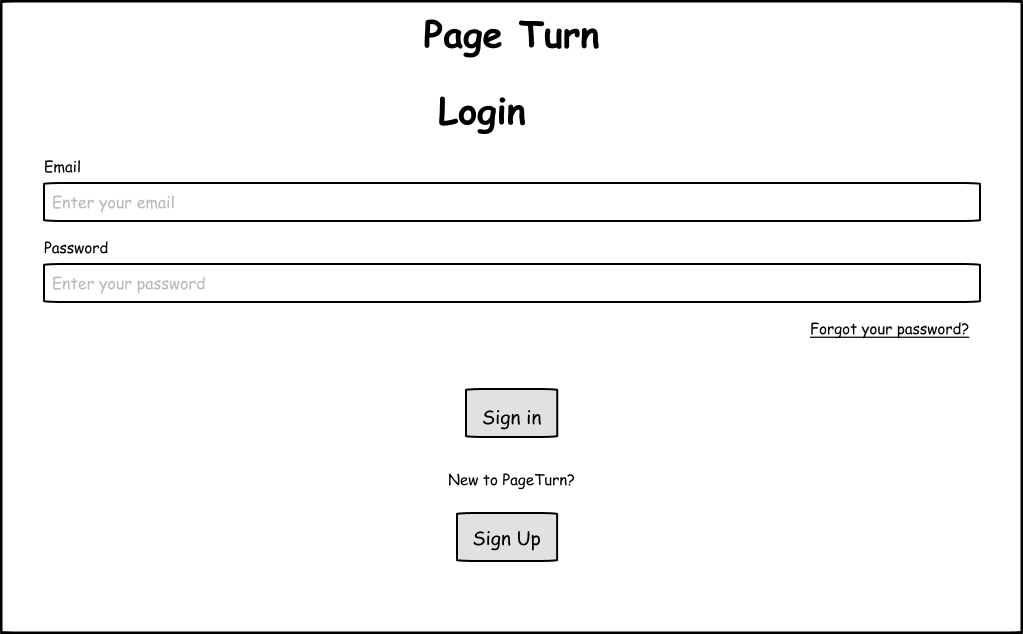 Page Turn
Login
Email
Enter your email
Password
Enter your password
Forgot your password?
Sign in
New to PageTurn?
Sign Up